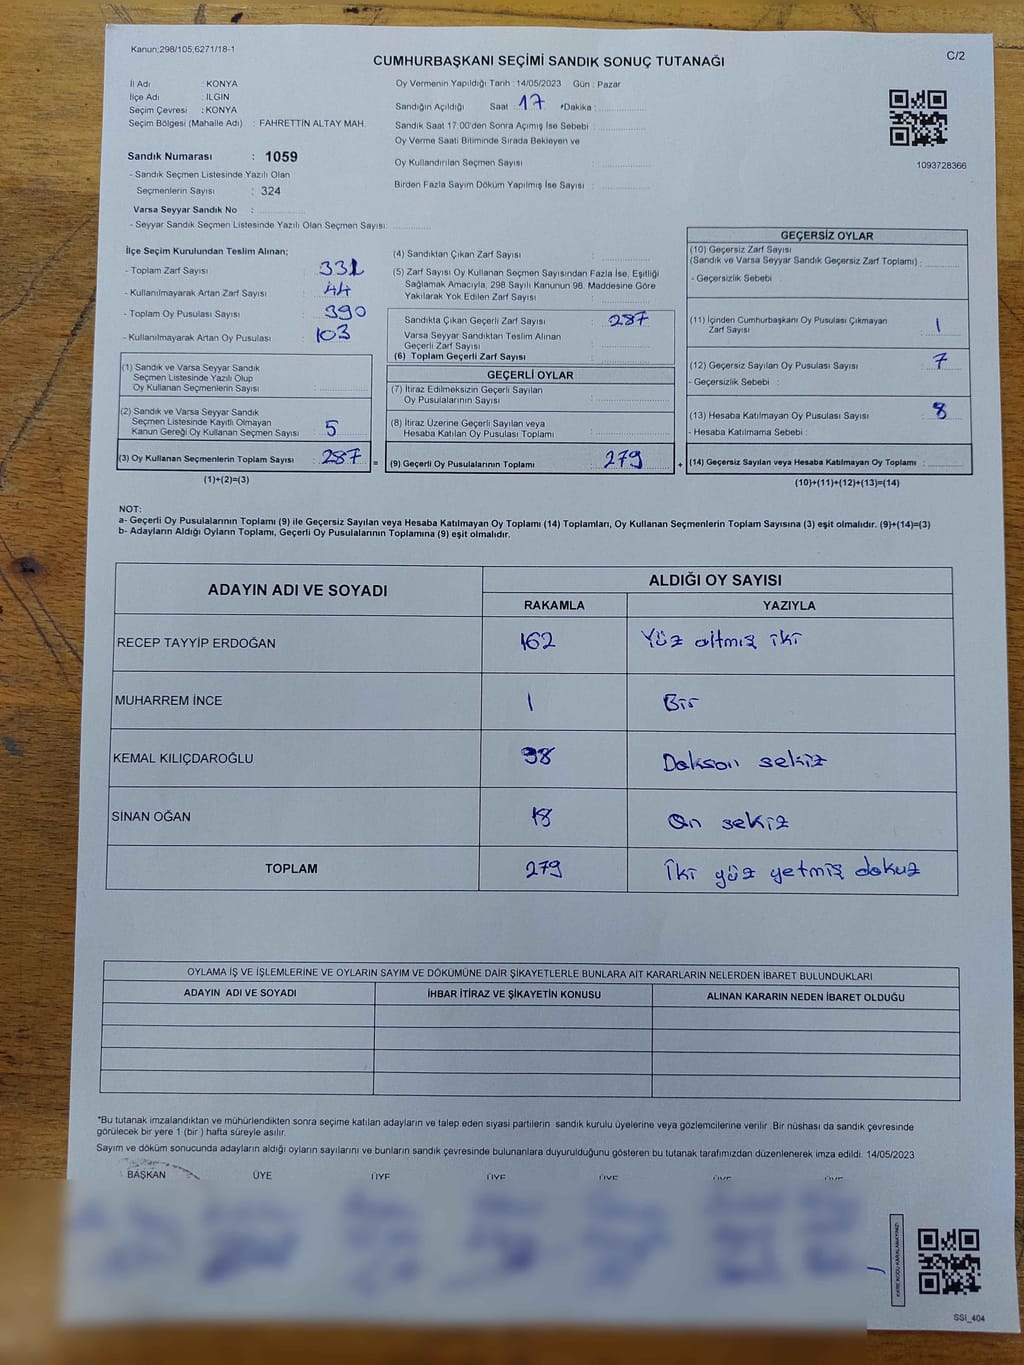 Kanun;298/105;6271/18-1
C/2
CUMHURBAŞKANI SEÇİMİ SANDIK SONUÇ TUTANAĞI
İl Adı : KONYA
İlçe Adı : ILGIN
Seçim Çevresi : KONYA
Seçim Bölgesi (Mahalle Adı) : FAHRETTİN ALTAY MAH.
Sandık Numarası : 1059
- Sandık Seçmen Listesinde Yazılı Olan
Seçmenlerin Sayısı : 324
Varsa Seyyar Sandık No :
- Seyyar Sandık Seçmen Listesinde Yazılı Olan Seçmen Sayısı:
Oy Vermenin Yapıldığı Tarih : 14/05/2023 Gün : Pazar
Sandığın Açıldığı Saat : 17 Dakika :
Sandık Saat 17:00'den Sonra Açımış İse Sebebi :
Oy Verme Saati Bitiminde Sırada Bekleyen ve
Oy Kullandırılan Seçmen Sayısı :
Birden Fazla Sayım Döküm Yapılmış İse Sayısı :
1093728366
İlçe Seçim Kurulundan Teslim Alınan;
- Toplam Zarf Sayısı : 331
- Kullanılmayarak Artan Zarf Sayısı : 44
- Toplam Oy Pusulası Sayısı : 390
- Kullanılmayarak Artan Oy Pusulası : 103
(1) Sandık ve Varsa Seyyar Sandık
Seçmen Listesinde Yazılı Olup
Oy Kullanan Seçmenlerin Sayısı :
(2) Sandık ve Varsa Seyyar Sandık
Seçmen Listesinde Kayıtlı Olmayan
Kanun Gereği Oy Kullanan Seçmen Sayısı : 5
(3) Oy Kullanan Seçmenlerin Toplam Sayısı : 287 =
(1)+(2)=(3)
(4) Sandıktan Çıkan Zarf Sayısı :
(5) Zarf Sayısı Oy Kullanan Seçmen Sayısından Fazla İse, Eşitliği
Sağlamak Amacıyla, 298 Sayılı Kanunun 98. Maddesine Göre
Yakılarak Yok Edilen Zarf Sayısı :
Sandıkta Çıkan Geçerli Zarf Sayısı : 287
Varsa Seyyar Sandıktan Teslim Alınan
Geçerli Zarf Sayısı :
(6) Toplam Geçerli Zarf Sayısı :
GEÇERLİ OYLAR
(7) İtiraz Edilmeksizin Geçerli Sayılan
Oy Pusulalarının Sayısı :
(8) İtiraz Üzerine Geçerli Sayılan veya
Hesaba Katılan Oy Pusulası Toplamı :
(9) Geçerli Oy Pusulalarının Toplamı : 279 +
GEÇERSİZ OYLAR
(10) Geçersiz Zarf Sayısı
(Sandık ve Varsa Seyyar Sandık Geçersiz Zarf Toplamı) :
- Geçersizlik Sebebi :
(11) İçinden Cumhurbaşkanı Oy Pusulası Çıkmayan
Zarf Sayısı : 1
(12) Geçersiz Sayılan Oy Pusulası Sayısı : 7
- Geçersizlik Sebebi :
(13) Hesaba Katılmayan Oy Pusulası Sayısı : 8
- Hesaba Katılmama Sebebi :
(14) Geçersiz Sayılan veya Hesaba Katılmayan Oy Toplamı :
(10)+(11)+(12)+(13)=(14)
NOT:
a- Geçerli Oy Pusulalarının Toplamı (9) ile Geçersiz Sayılan veya Hesaba Katılmayan Oy Toplamı (14) Toplamları, Oy Kullanan Seçmenlerin Toplam Sayısına (3) eşit olmalıdır. (9)+(14)=(3)
b- Adayların Aldığı Oyların Toplamı, Geçerli Oy Pusulalarının Toplamına (9) eşit olmalıdır.
ADAYIN ADI VE SOYADI ALDIĞI OY SAYISI
RAKAMLA YAZIYLA
RECEP TAYYİP ERDOĞAN 162 Yüz altmış iki
MUHARREM İNCE 1 Bir
KEMAL KILIÇDAROĞLU 98 Doksan sekiz
SİNAN OĞAN 18 On sekiz
TOPLAM 279 İki yüz yetmiş dokuz
OYLAMA İŞ VE İŞLEMLERİNE VE OYLARIN SAYIM VE DÖKÜMÜNE DAİR ŞİKAYETLERLE BUNLARA AİT KARARLARIN NELERDEN İBARET BULUNDUKLARI
ADAYIN ADI VE SOYADI İHBAR İTİRAZ VE ŞİKAYETİN KONUSU ALINAN KARARIN NEDEN İBARET OLDUĞU
*Bu tutanak imzalandıktan ve mühürlendikten sonra seçime katılan adayların ve talep eden siyasi partilerin sandık kurulu üyelerine veya gözlemcilerine verilir. Bir nüshası da sandık çevresinde
görülecek bir yere 1 (bir ) hafta süreyle asılır.
Sayım ve döküm sonucunda adayların aldığı oyların sayılarını ve bunların sandık çevresinde bulunanlara duyurulduğunu gösteren bu tutanak tarafımızdan düzenlenerek imza edildi. 14/05/2023
BAŞKAN ÜYE ÜYE ÜYE ÜYE ÜYE ÜYE
KARE KODU KARALAMAYINIZ!
SSI_404